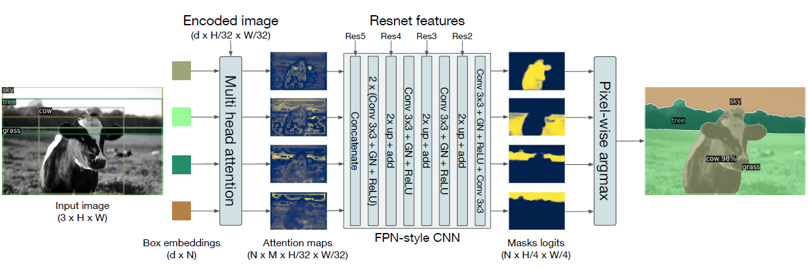 Encoded image
(d x H/32 x W/32)
Resnet features
Res5
Res4
Res3
Res2
sky
tree
cow
grass
Input image
(3 x H x W)
Box embeddings
(d x N)
Multi head attention
Attention maps
(N x M x H/32 x W/32)
Concatenate
2 x (Conv 3x3 + GN + ReLU)
2x up + add
Conv 3x3 + GN + ReLU
2x up + add
Conv 3x3 + GN + ReLU
2x up + add
Conv 3x3 + GN + ReLU + Conv 3x3
FPN-style CNN
Masks logits
(N x H/4 x W/4)
Pixel-wise argmax
sky
tree
cow 98%
grass